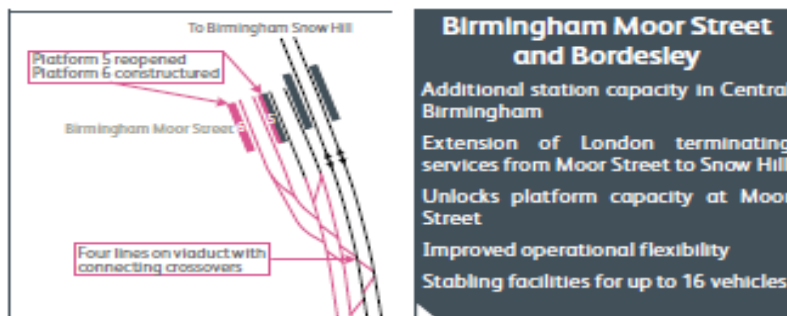 To Birmingham Snow Hill
Platform 5 reopened
Platform 6 constructured
Birmingham Moor Street
6
5
Four lines on viaduct with
connecting crossovers
Birmingham Moor Street
and Bordesley
Additional station capacity in Central
Birmingham
Extension of London terminating
services from Moor Street to Snow Hill
Unlocks platform capacity at Moor
Street
Improved operational flexibility
Stabling facilities for up to 16 vehicles